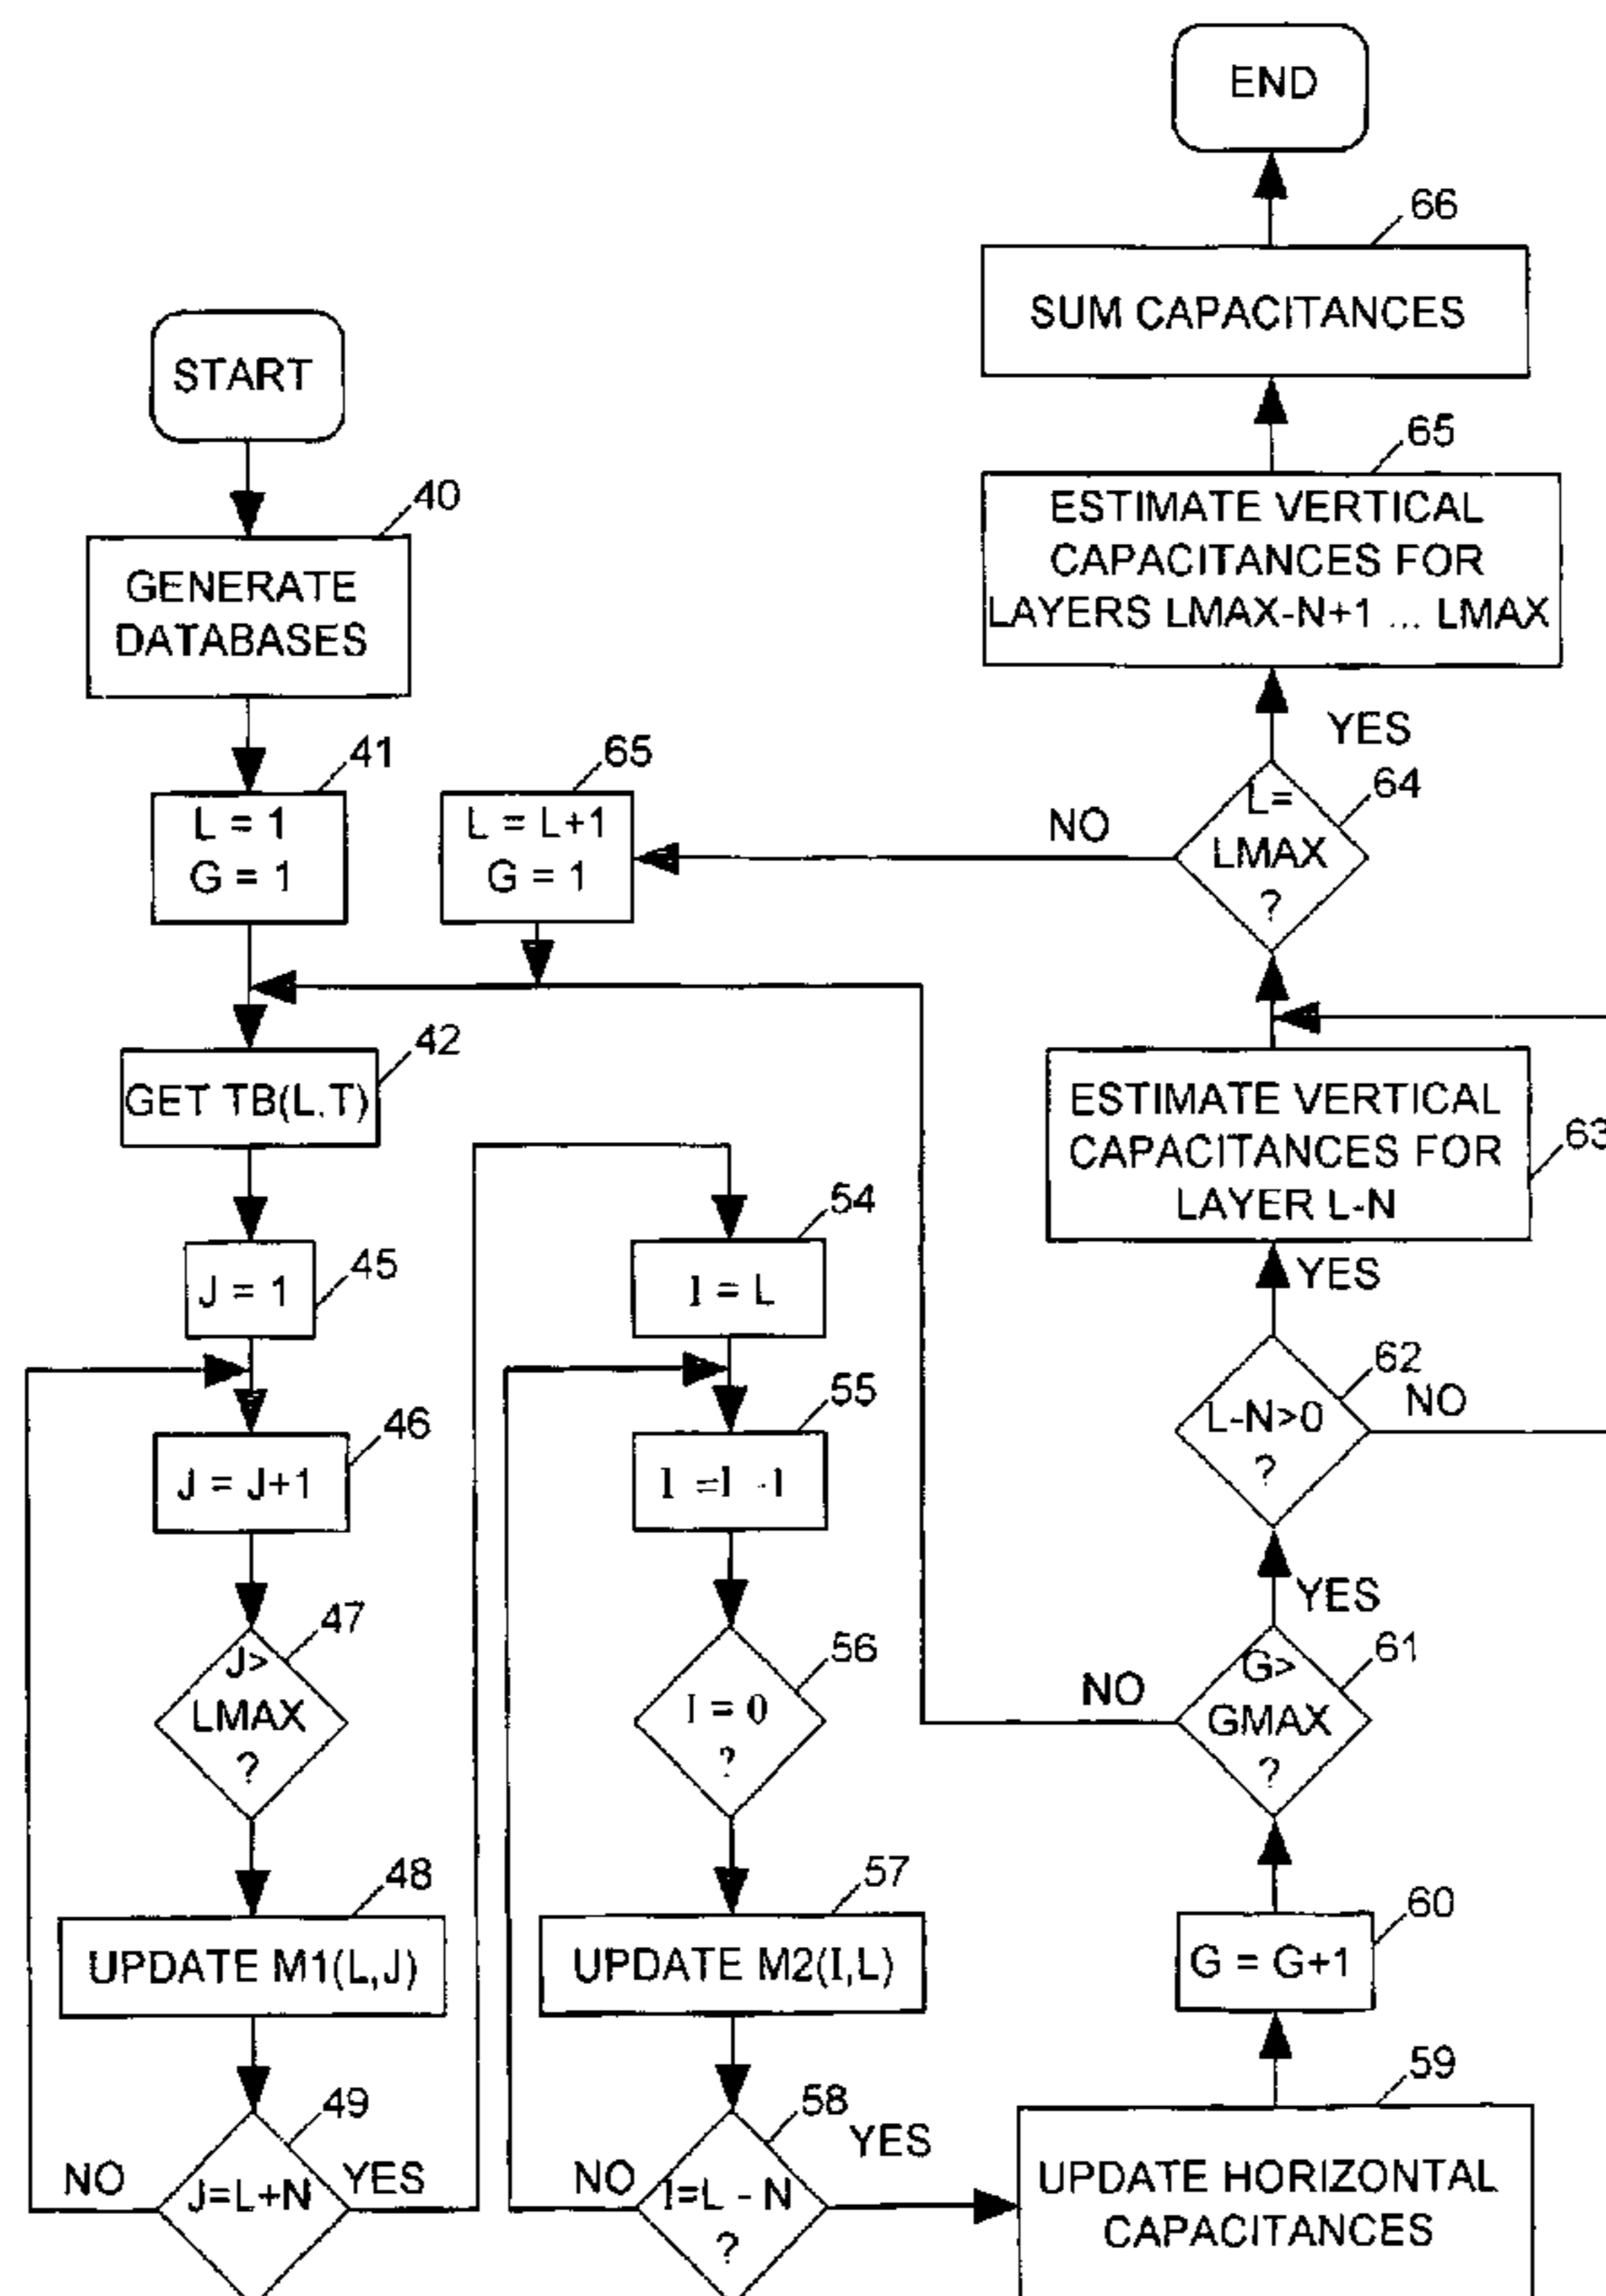 START
40
GENERATE
DATABASES
41
L = 1
G = 1
65
L = L+1
G = 1
42
GET TB(L,T)
45
J = 1
46
J = J+1
47
J>
LMAX
?
48
UPDATE M1(L,J)
49
J=L+N
NO
YES
54
I = L
55
I =I -1
56
I = 0
?
57
UPDATE M2(I,L)
58
I=L - N
?
NO
YES
59
UPDATE HORIZONTAL
CAPACITANCES
60
G = G+1
61
G>
GMAX
?
NO
YES
62
L-N>0
?
NO
YES
63
ESTIMATE VERTICAL
CAPACITANCES FOR
LAYER L-N
64
L=
LMAX
?
NO
YES
65
ESTIMATE VERTICAL
CAPACITANCES FOR
LAYERS LMAX-N+1 ... LMAX
66
SUM CAPACITANCES
END